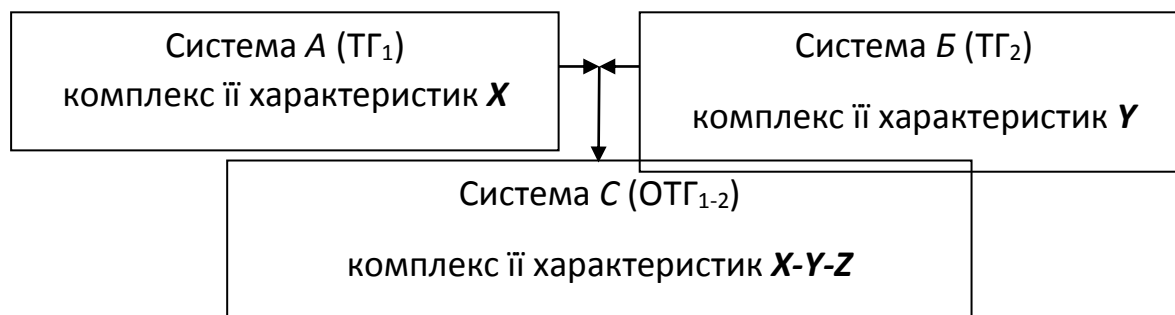 Система А (ТГ1)
комплекс її характеристик X
Система Б (ТГ2)
комплекс її характеристик Y
Система С (ОТГ1-2)
комплекс її характеристик X-Y-Z